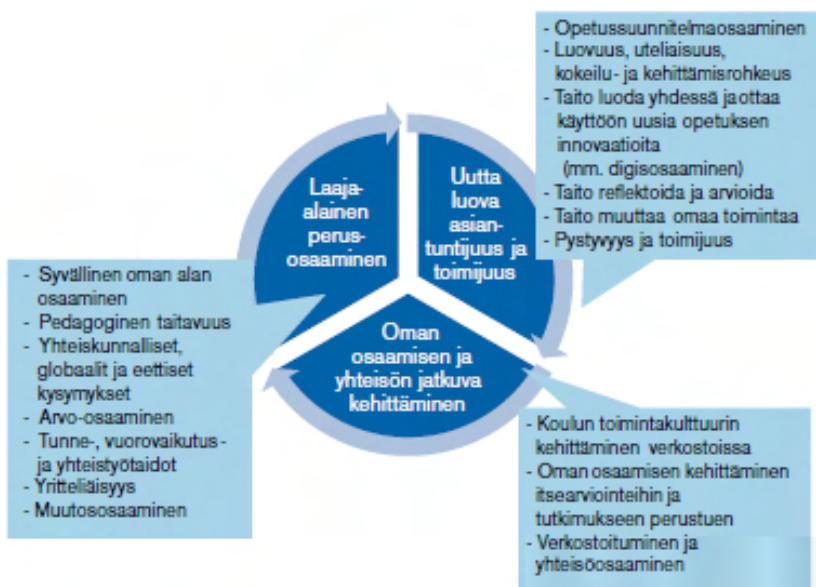 Laaja-
alainen
perus-
osaaminen
- Syvällinen oman alan
osaaminen
- Pedagoginen taitavuus
- Yhteiskunnalliset,
globaalit ja eettiset
kysymykset
- Arvo-osaaminen
- Tunne-, vuorovaikutus-
ja yhteistyötaidot
- Yritteliäisyys
- Muutososaaminen
Uutta
luova
asian-
tuntijuus ja
toimijuus
- Opetussuunnitelmaosaaminen
- Luovuus, uteliaisuus,
kokeilu- ja kehittämisrohkeus
- Taito luoda yhdessä ja ottaa
käyttöön uusia opetuksen
innovaatioita
(mm. digisosaaminen)
- Taito reflektoida ja arvioida
- Taito muuttaa omaa toimintaa
- Pystyvyys ja toimijuus
Oman
osaamisen ja
yhteisön jatkuva
kehittäminen
- Koulun toimintakulttuurin
kehittäminen verkostoissa
- Oman osaamisen kehittäminen
itsearviointeihin ja
tutkimukseen perustuen
- Verkostoituminen ja
yhteisöosaaminen